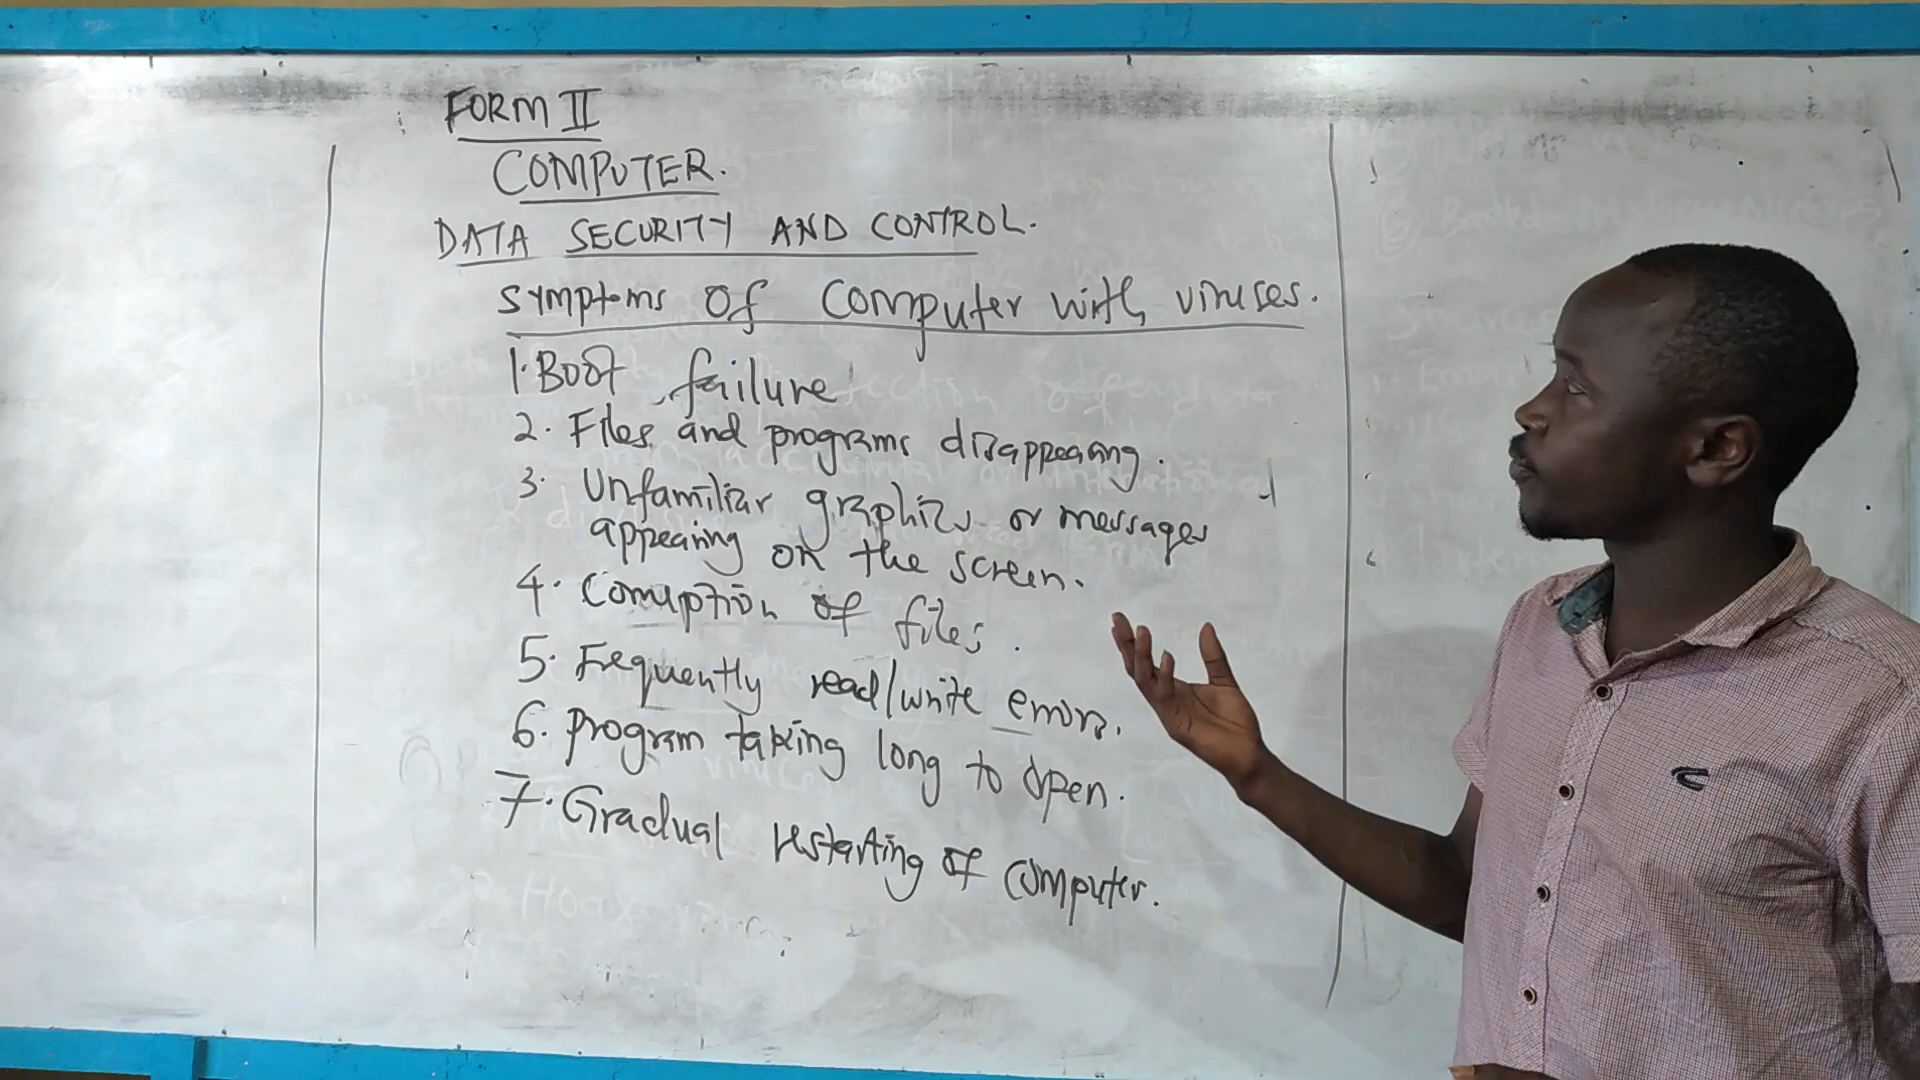 FORM II
COMPUTER.
DATA SECURITY AND CONTROL.
Symptoms of Computer with viruses.
1. Boot failure
2. Files and programs disappearing.
3. Unfamiliar graphics or messages
appearing on the screen.
4. Corruption of files.
5. Frequently read/write errors.
6. Program taking long to open.
7. Gradual restarting of computer.